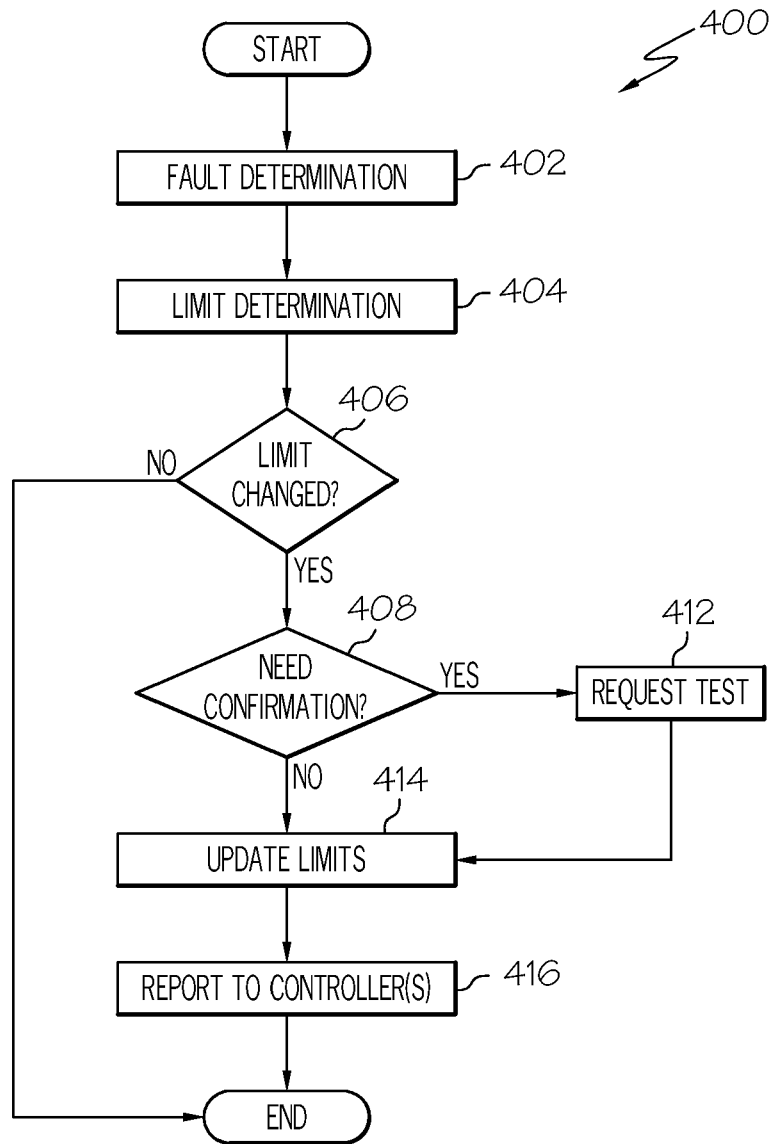 400
START
FAULT DETERMINATION
402
LIMIT DETERMINATION
404
406
LIMIT
CHANGED?
NO
YES
408
NEED
CONFIRMATION?
YES
412
REQUEST TEST
NO
414
UPDATE LIMITS
REPORT TO CONTROLLER(S)
416
END